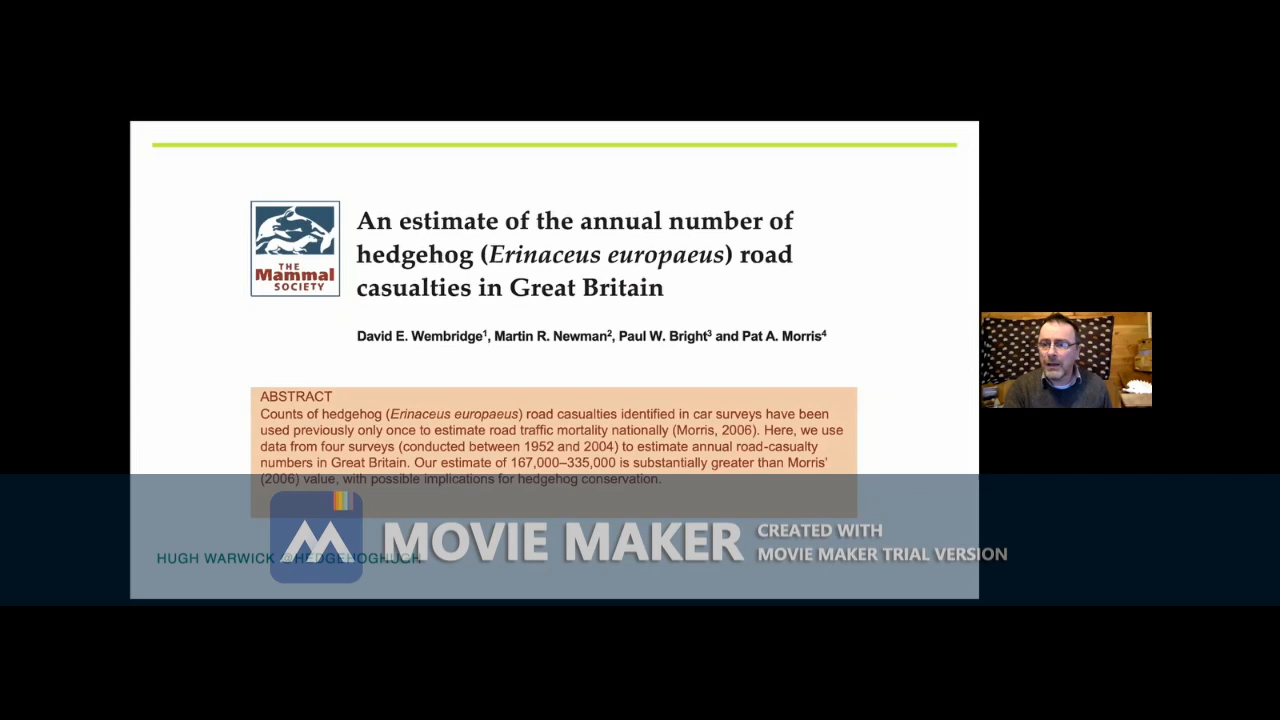 An estimate of the annual number of
hedgehog (Erinaceus europaeus) road
casualties in Great Britain
THE
Mammal
SOCIETY
David E. Wembridge¹, Martin R. Newman², Paul W. Bright³ and Pat A. Morris⁴
ABSTRACT
Counts of hedgehog (Erinaceus europaeus) road casualties identified in car surveys have been
used previously only once to estimate road traffic mortality nationally (Morris, 2006). Here, we use
data from four surveys (conducted between 1952 and 2004) to estimate annual road-casualty
numbers in Great Britain. Our estimate of 167,000–335,000 is substantially greater than Morris'
(2006) value, with possible implications for hedgehog conservation.
MOVIE MAKER
CREATED WITH
MOVIE MAKER TRIAL VERSION
HUGH WARWICK @HEDGEHOGHUGH